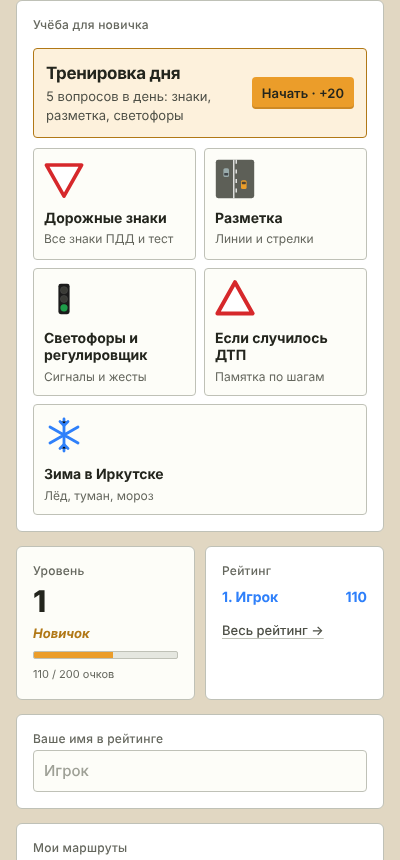 Учёба для новичка
Тренировка дня
5 вопросов в день: знаки,
разметка, светофоры
Начать · +20
Дорожные знаки
Все знаки ПДД и тест
Разметка
Линии и стрелки
Светофоры и
регулировщик
Сигналы и жесты
Если случилось
ДТП
Памятка по шагам
Зима в Иркутске
Лёд, туман, мороз
Уровень
1
Новичок
110 / 200 очков
Рейтинг
1. Игрок 110
Весь рейтинг →
Ваше имя в рейтинге
Игрок
Мои маршруты